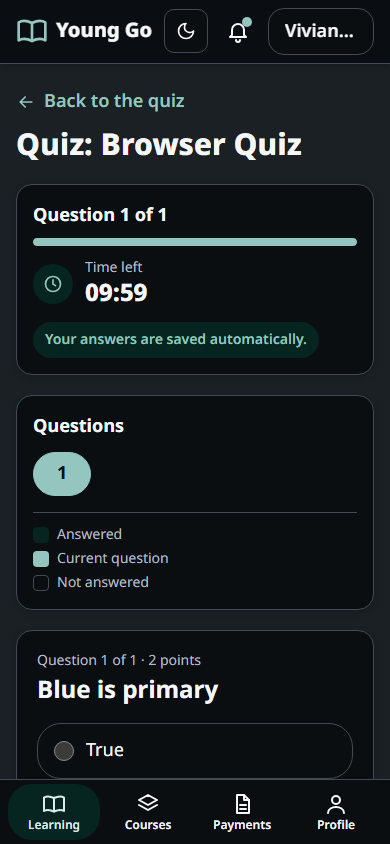 Young Go
Vivian...
← Back to the quiz
Quiz: Browser Quiz
Question 1 of 1
Time left
09:59
Your answers are saved automatically.
Questions
1
Answered
Current question
Not answered
Question 1 of 1 · 2 points
Blue is primary
True
Learning
Courses
Payments
Profile